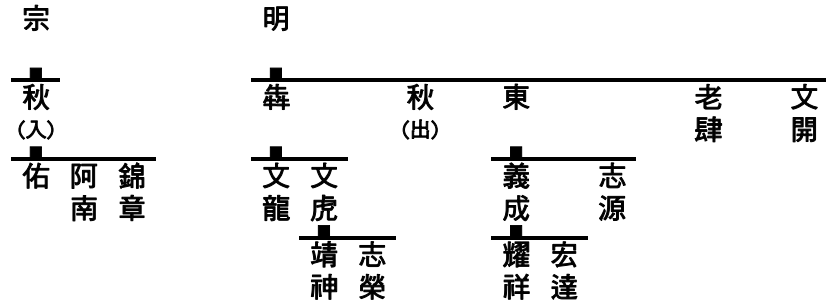 宗 明
秋(入) 犇 秋(出) 東 老肆 文開
佑 阿南 錦章 文龍 文虎 義成 志源
靖神 志榮 耀祥 宏達